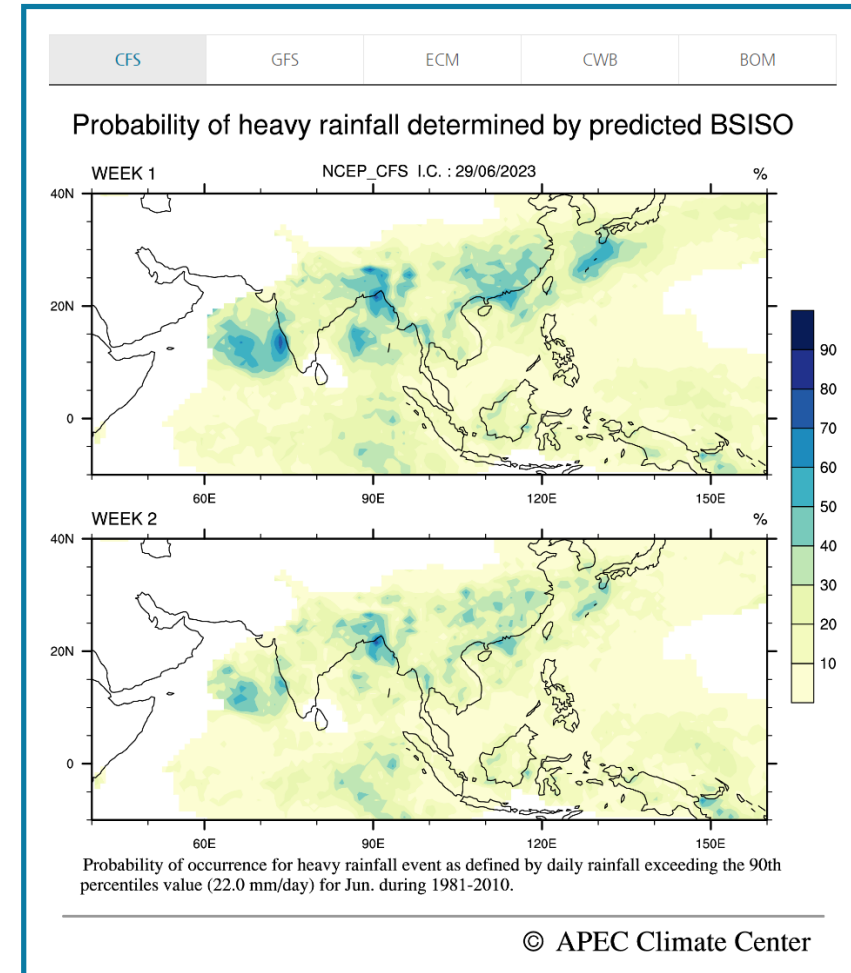 CFS GFS ECM CWB BOM
Probability of heavy rainfall determined by predicted BSISO
WEEK 1 NCEP_CFS I.C. : 29/06/2023 %
40N
20N
0
60E 90E 120E 150E
WEEK 2 %
40N
20N
0
60E 90E 120E 150E
90
80
70
60
50
40
30
20
10
Probability of occurrence for heavy rainfall event as defined by daily rainfall exceeding the 90th
percentiles value (22.0 mm/day) for Jun. during 1981-2010.
© APEC Climate Center